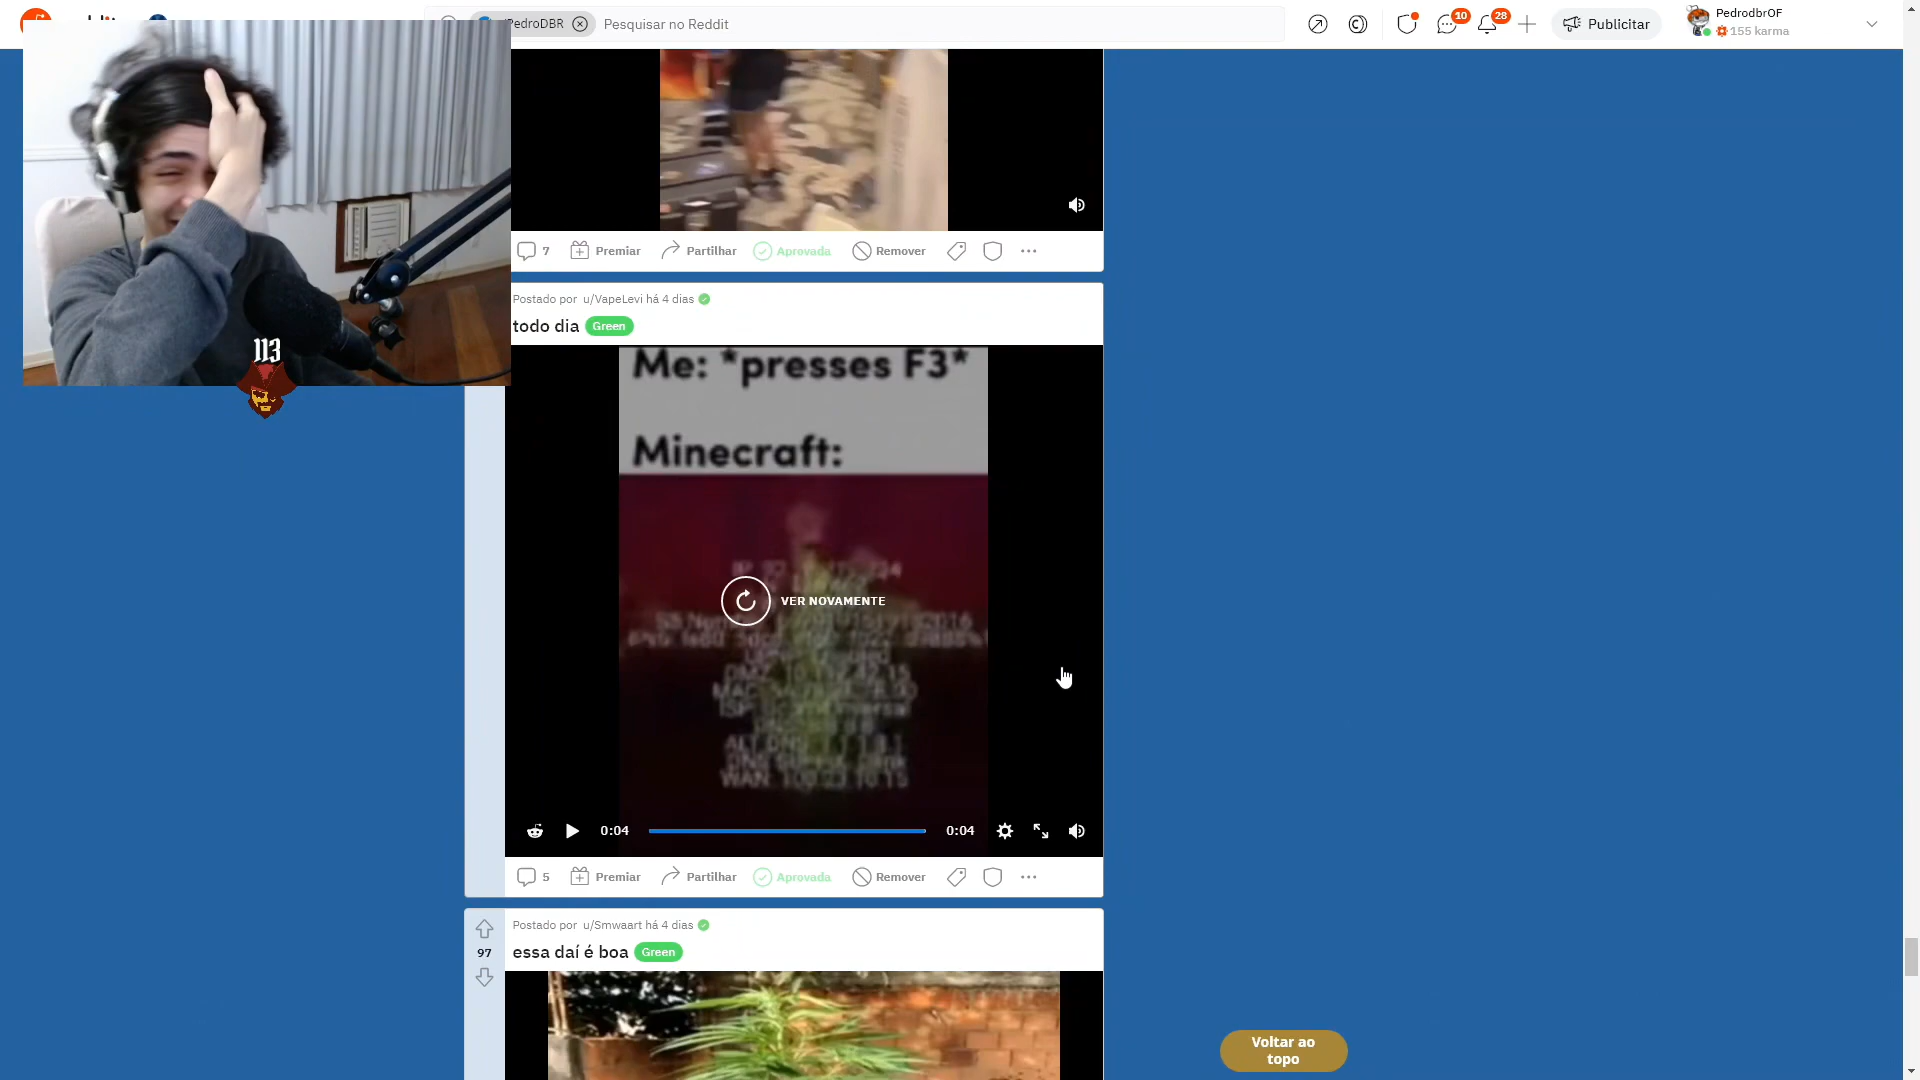 PedroDBR
Pesquisar no Reddit
10
28
Publicitar
PedrodbrOF
155 karma
7
Premiar
Partilhar
Aprovada
Remover
113
Postado por u/VapeLevi há 4 dias
todo dia
Green
Me: *presses F3*
Minecraft:
VER NOVAMENTE
0:04
0:04
5
Premiar
Partilhar
Aprovada
Remover
Postado por u/Smwaart há 4 dias
97
essa daí é boa
Green
Voltar ao
topo